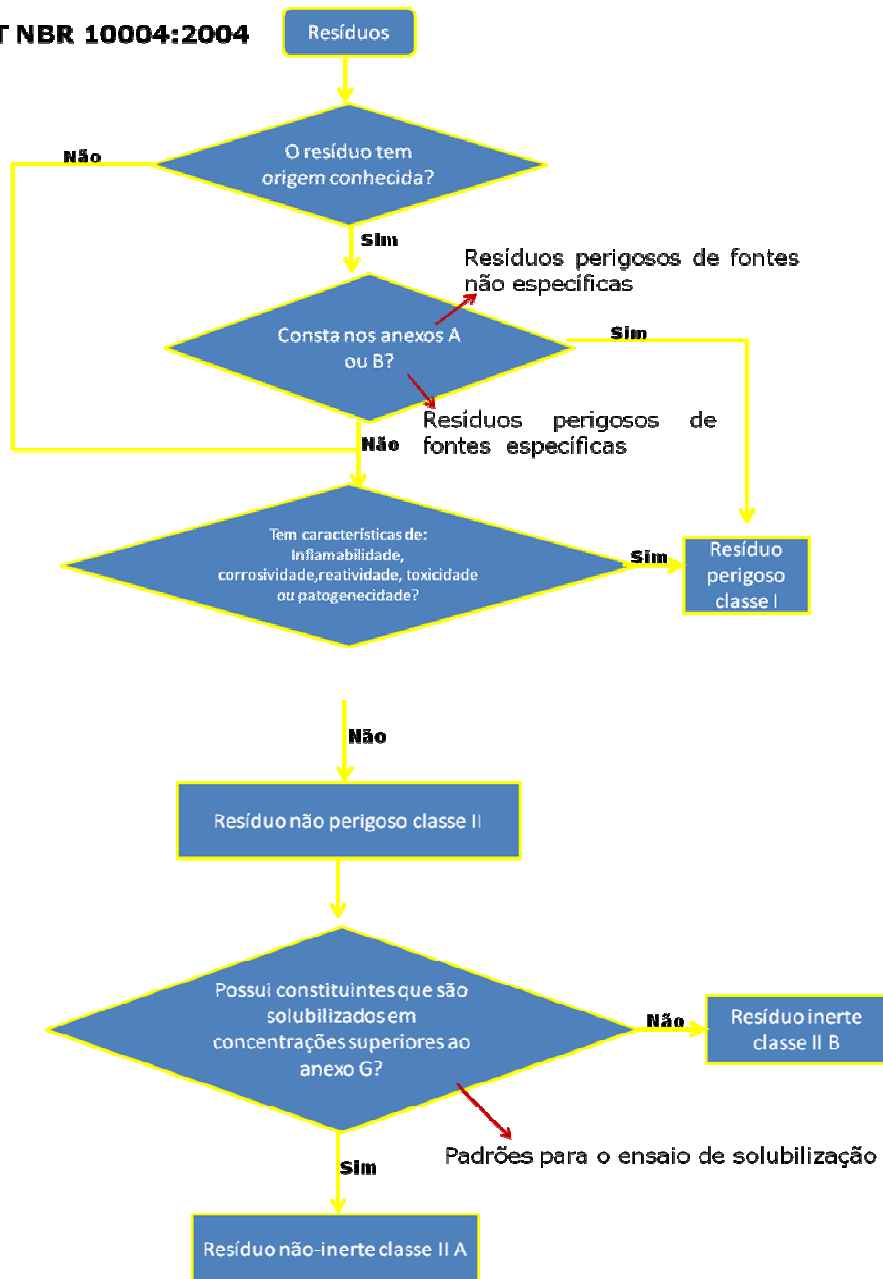 T NBR 10004:2004
Resíduos
O resíduo tem
origem conhecida?
Não
Sim
Resíduos perigosos de fontes
não específicas
Consta nos anexos A
ou B?
Sim
Resíduos perigosos de
fontes específicas
Não
Tem características de:
Inflamabilidade,
corrosividade,reatividade, toxicidade
ou patogenecidade?
Sim
Resíduo
perigoso
classe I
Não
Resíduo não perigoso classe II
Possui constituintes que são
solubilizados em
concentrações superiores ao
anexo G?
Não
Resíduo inerte
classe II B
Padrões para o ensaio de solubilização
Sim
Resíduo não-inerte classe II A